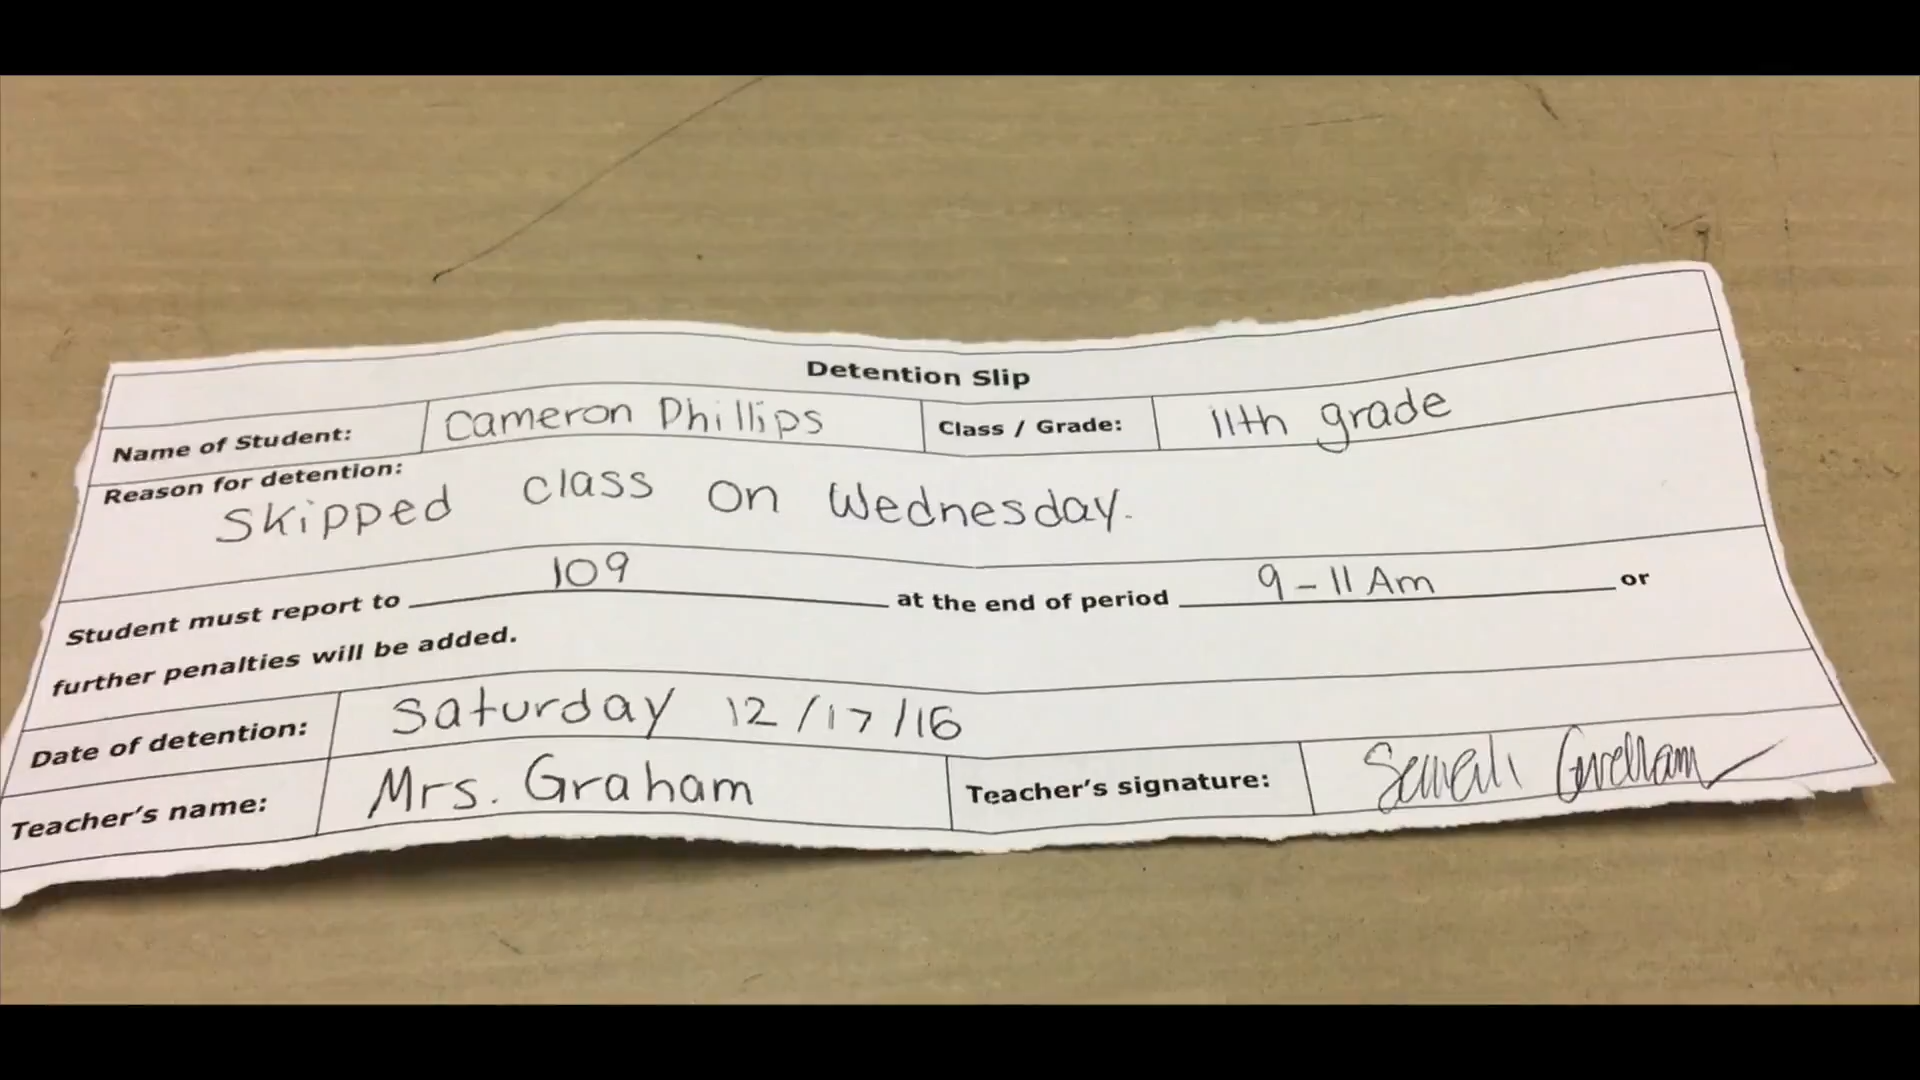 Detention Slip
Name of Student: Cameron Phillips Class / Grade: 11th grade
Reason for detention:
Skipped class on Wednesday.
Student must report to 109 at the end of period 9-11 Am or
further penalties will be added.
Date of detention: Saturday 12/17/16
Teacher's name: Mrs. Graham Teacher's signature: